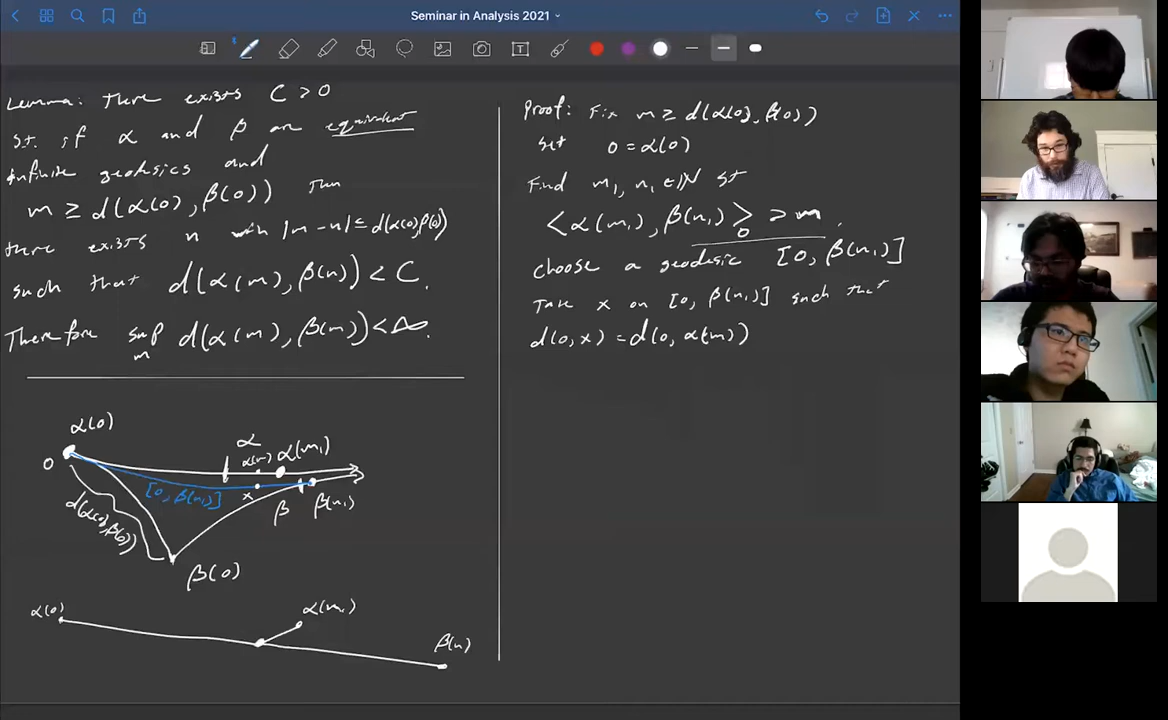 Seminar in Analysis 2021
Lemma: There exists C > 0
st. if α and β are equivalent
infinite geodesics and
m ≥ d(α(0), β(0)) Then
there exists n with |m-n| ≤ d(α(0), β(0))
such that d(α(m), β(n)) < C.
Therefore sup_m d(α(m), β(m)) < ∞.
α(0)
0
α
α(m)
α(m₁)
[0, β(n₁)]
x
β
β(n₁)
d(α(0), β(0))
β(0)
α(0)
α(m₁)
β(n)
Proof: Fix m ≥ d(α(0), β(0))
Set 0 = α(0)
Find m₁, n₁ ∈ ℕ st
<α(m₁), β(n₁)>₀ > m.
choose a geodesic [0, β(n₁)]
Take x on [0, β(n₁)] such that
d(0, x) = d(0, α(m))